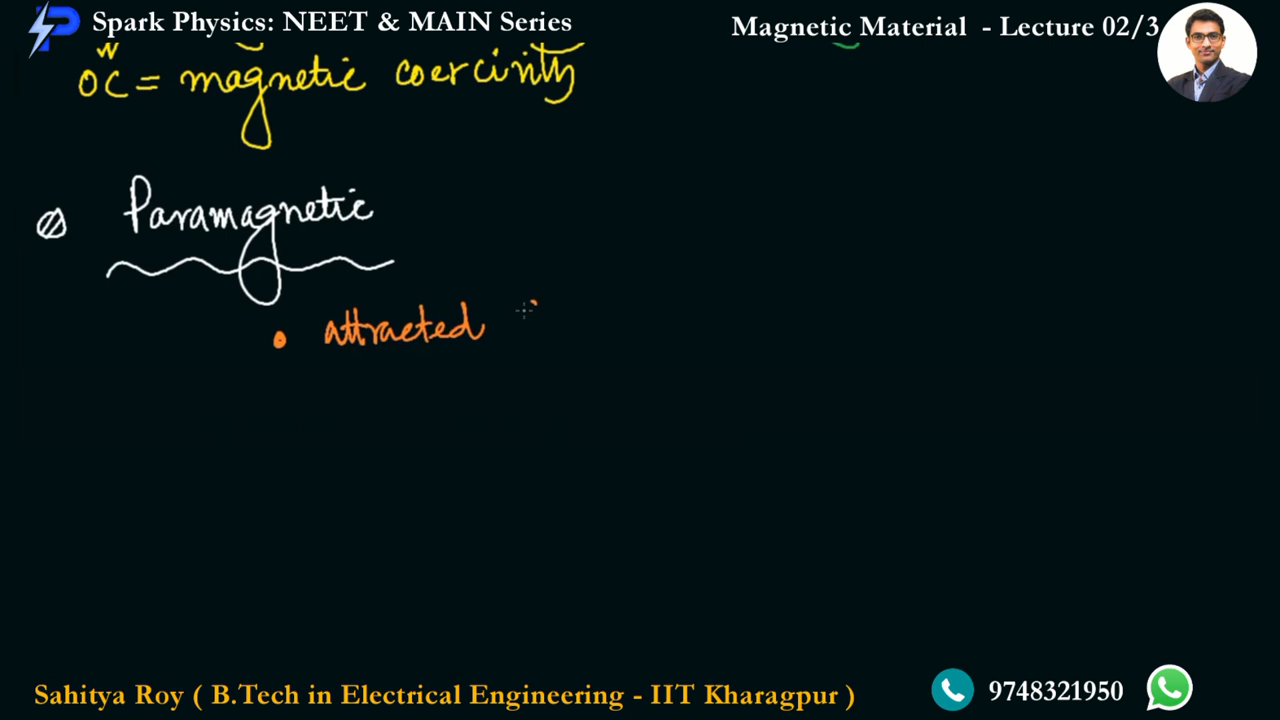 Spark Physics: NEET & MAIN Series
Magnetic Material - Lecture 02/3
OC = magnetic coercivity
Paramagnetic
• attracted
Sahitya Roy ( B.Tech in Electrical Engineering - IIT Kharagpur )
9748321950